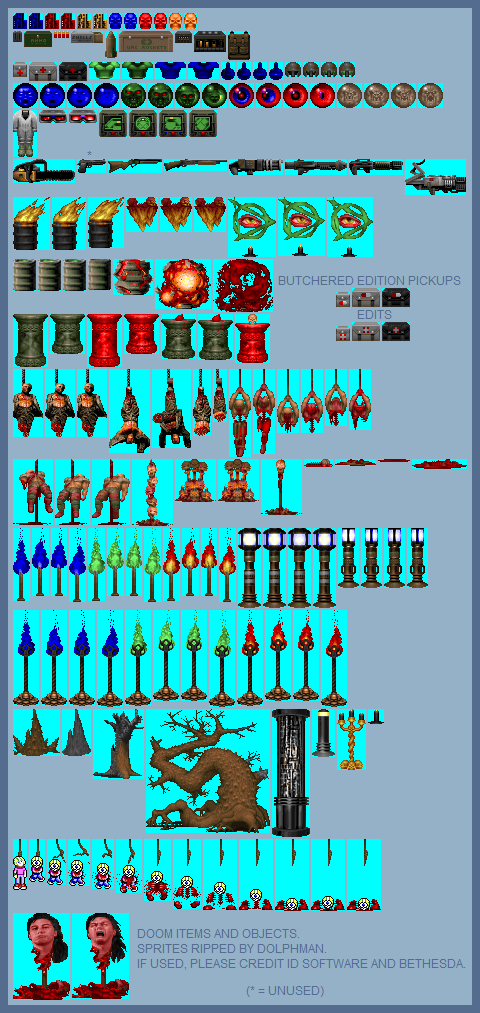 *
BUTCHERED EDITION PICKUPS
EDITS
DOOM ITEMS AND OBJECTS.
SPRITES RIPPED BY DOLPHMAN.
IF USED, PLEASE CREDIT ID SOFTWARE AND BETHESDA.
(* = UNUSED)